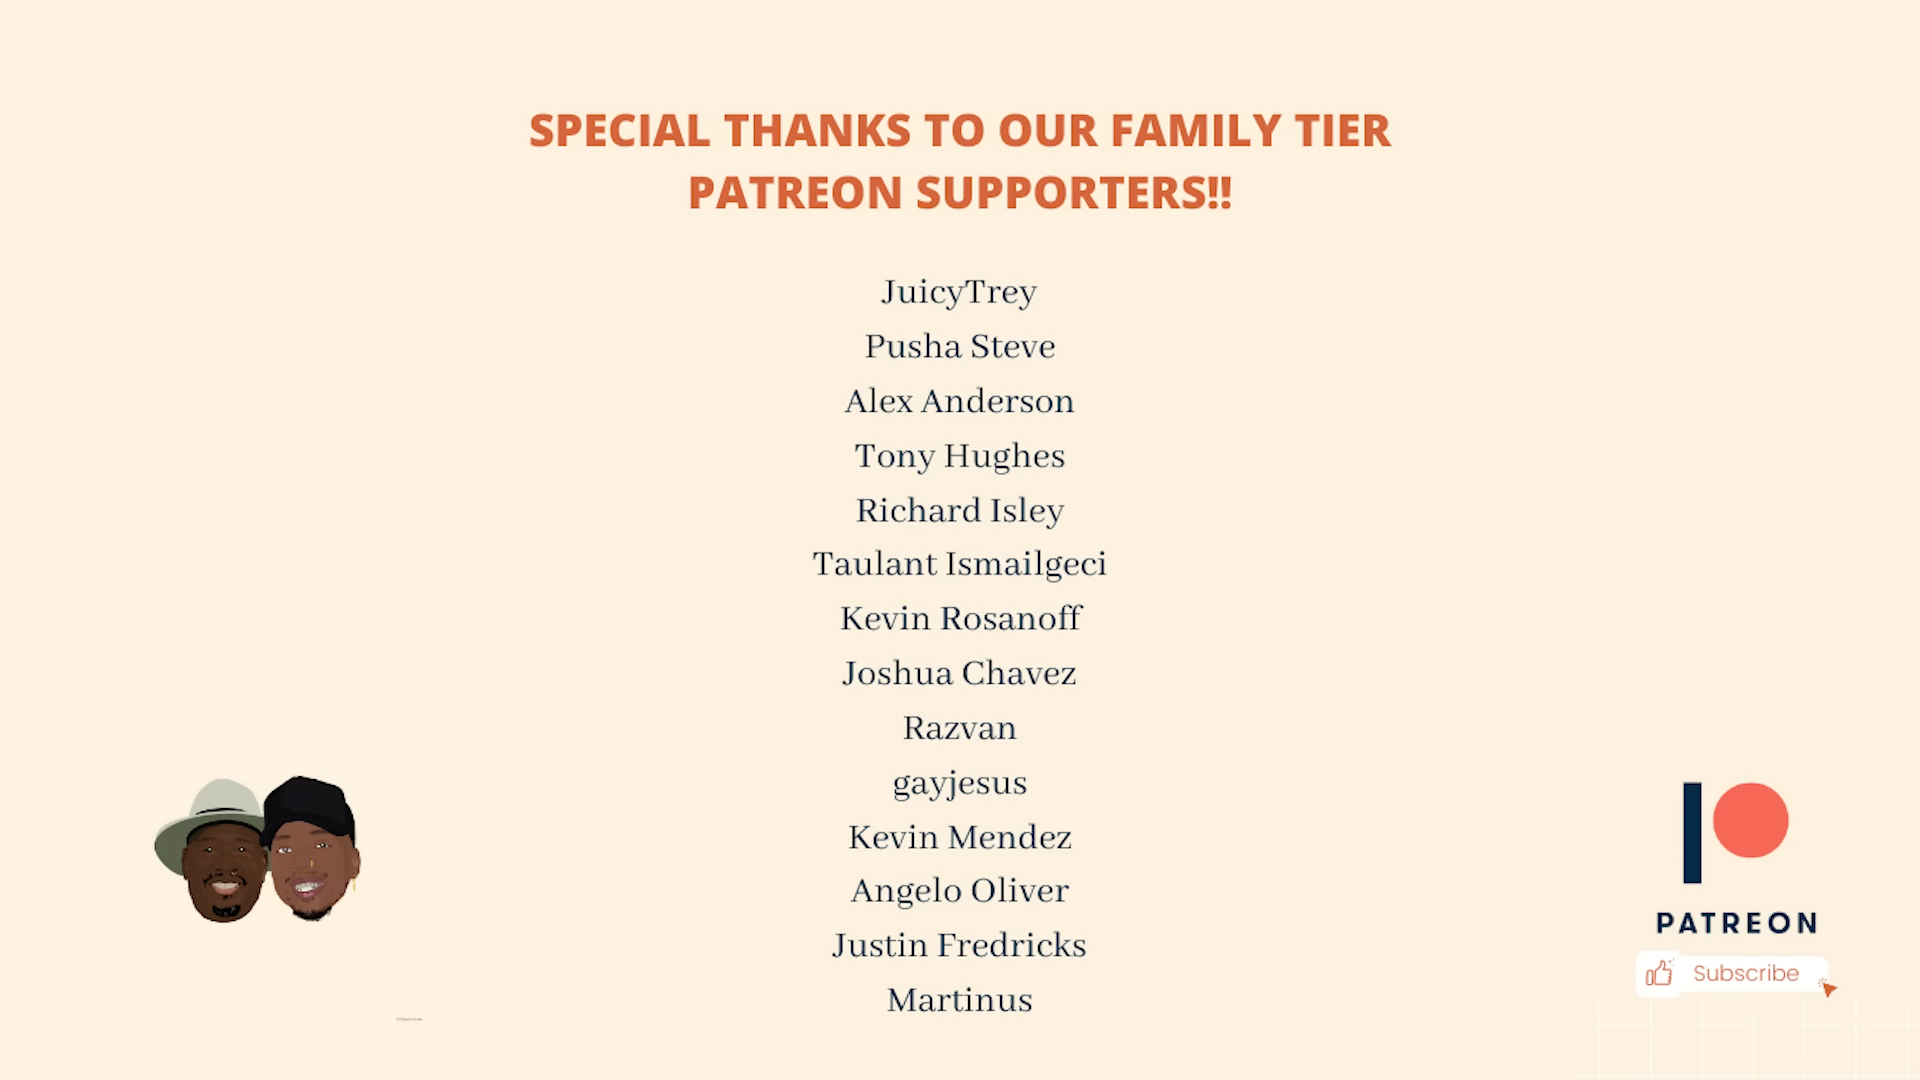 SPECIAL THANKS TO OUR FAMILY TIER
PATREON SUPPORTERS!!
JuicyTrey
Pusha Steve
Alex Anderson
Tony Hughes
Richard Isley
Taulant Ismailgeci
Kevin Rosanoff
Joshua Chavez
Razvan
gayjesus
Kevin Mendez
Angelo Oliver
Justin Fredricks
Martinus
PATREON
Subscribe